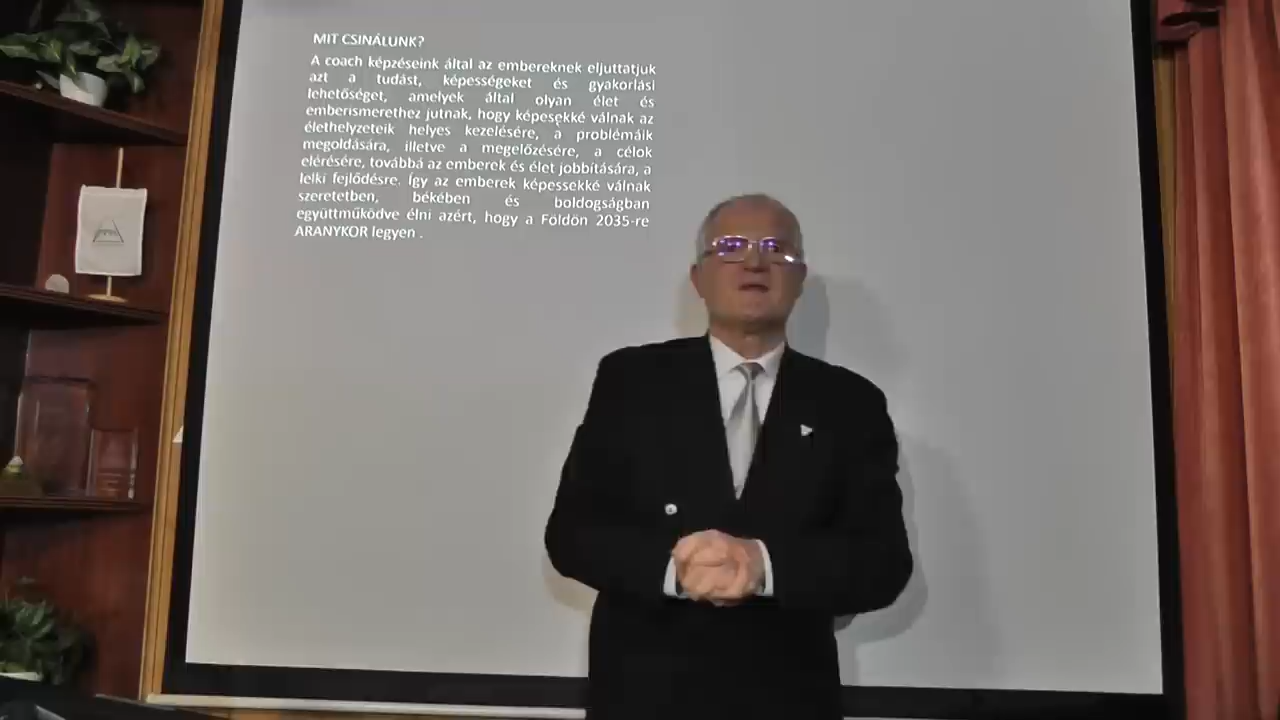 MIT CSINÁLUNK?
A coach képzéseink által az embereknek eljuttatjuk
azt a tudást, képességeket és gyakorlási
lehetőséget, amelyek által olyan élet és
emberismerethez jutnak, hogy képesekké válnak az
élethelyzeteik helyes kezelésére, a problémáik
megoldására, illetve a megelőzésére, a célok
elérésére, továbbá az emberek és élet jobbítására, a
lelki fejlődésre. Így az emberek képessekké válnak
szeretetben, békében és boldogságban
együttműködve élni azért, hogy a Földön 2035-re
ARANYKOR legyen .